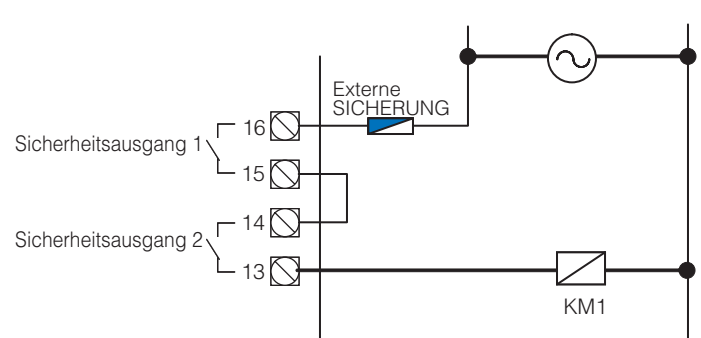 Externe
SICHERUNG
16
Sicherheitsausgang 1
15
14
Sicherheitsausgang 2
13
KM1